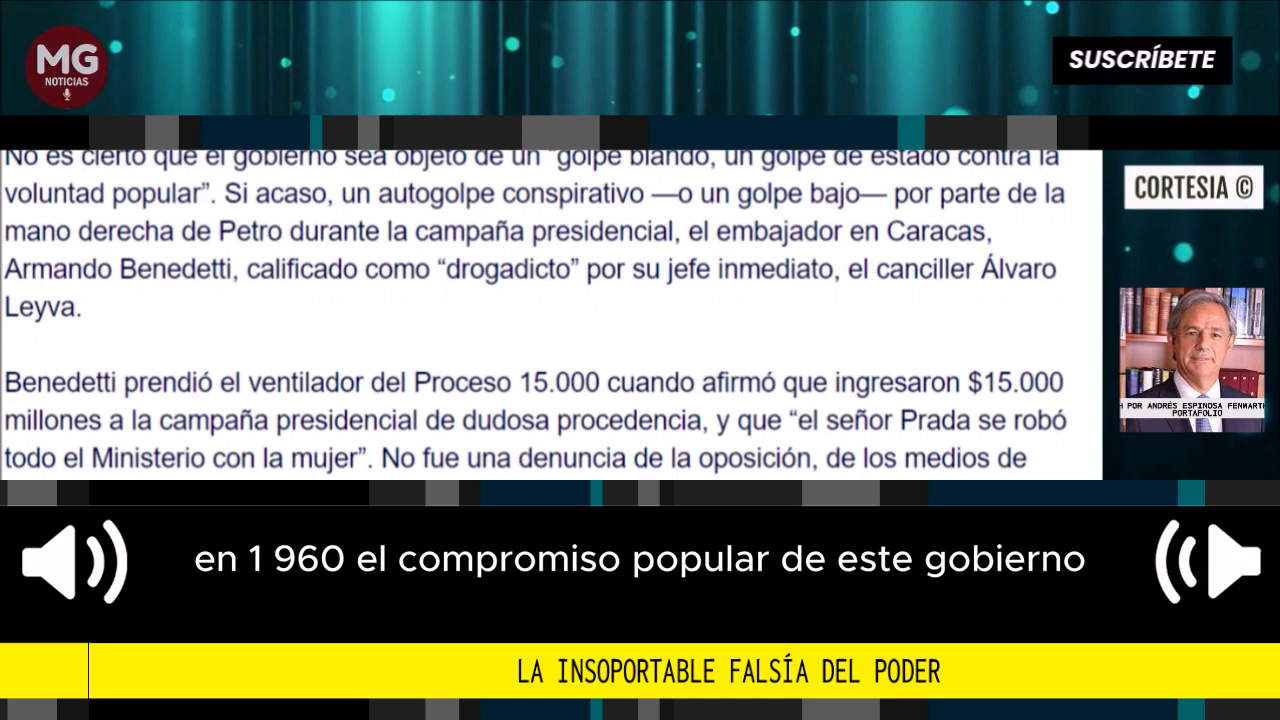 MG
NOTICIAS
SUSCRÍBETE
No es cierto que el gobierno sea objeto de un “golpe blando, un golpe de estado contra la
voluntad popular”. Si acaso, un autogolpe conspirativo —o un golpe bajo— por parte de la
mano derecha de Petro durante la campaña presidencial, el embajador en Caracas,
Armando Benedetti, calificado como “drogadicto” por su jefe inmediato, el canciller Álvaro
Leyva.
Benedetti prendió el ventilador del Proceso 15.000 cuando afirmó que ingresaron $15.000
millones a la campaña presidencial de dudosa procedencia, y que “el señor Prada se robó
todo el Ministerio con la mujer”. No fue una denuncia de la oposición, de los medios de
CORTESIA ©
POR ANDRÉS ESPINOSA FENWART
PORTAFOLIO
en 1 960 el compromiso popular de este gobierno
LA INSOPORTABLE FALSÍA DEL PODER